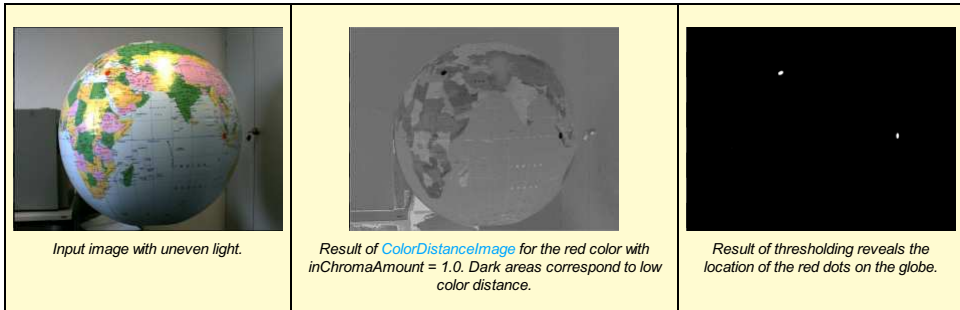 Input image with uneven light.
Result of ColorDistanceImage for the red color with
inChromaAmount = 1.0. Dark areas correspond to low
color distance.
Result of thresholding reveals the
location of the red dots on the globe.